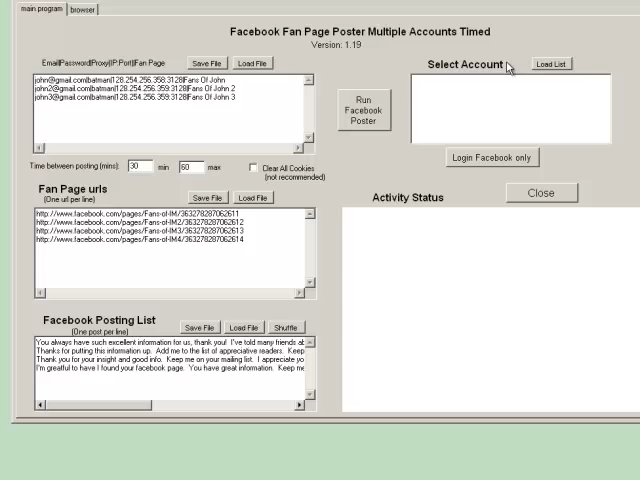 main program browser
Facebook Fan Page Poster Multiple Accounts Timed
Version: 1.19
Email|Password|Proxy|IP:Port|Fan Page Save File Load File
Select Account Load List
john@gmail.com|batman|128.254.256.358:3128|Fans Of John
john2@gmail.com|batman|128.254.256.359:3128|Fans Of John 2
john3@gmail.com|batman|128.254.256.359:3128|Fans Of John 3
Run
Facebook
Poster
Login Facebook only
Time between posting (mins): 30 min 60 max Clear All Cookies
(not recommended)
Fan Page urls
(One url per line)
Save File Load File
Activity Status
Close
http://www.facebook.com/pages/Fans-of-IM/363278287062611
http://www.facebook.com/pages/Fans-of-IM2/363278287062612
http://www.facebook.com/pages/Fans-of-IM3/363278287062613
http://www.facebook.com/pages/Fans-of-IM4/363278287062614
Facebook Posting List
(One post per line)
Save File Load File Shuffle
You always have such excellent information for us, thank you! I've told many friends at
Thanks for putting this information up. Add me to the list of appreciative readers. Keep
Thank you for your insight and good info. Keep me on your mailing list. I appreciate yo
I'm greatful to have I found your facebook page. You have great information. Keep me